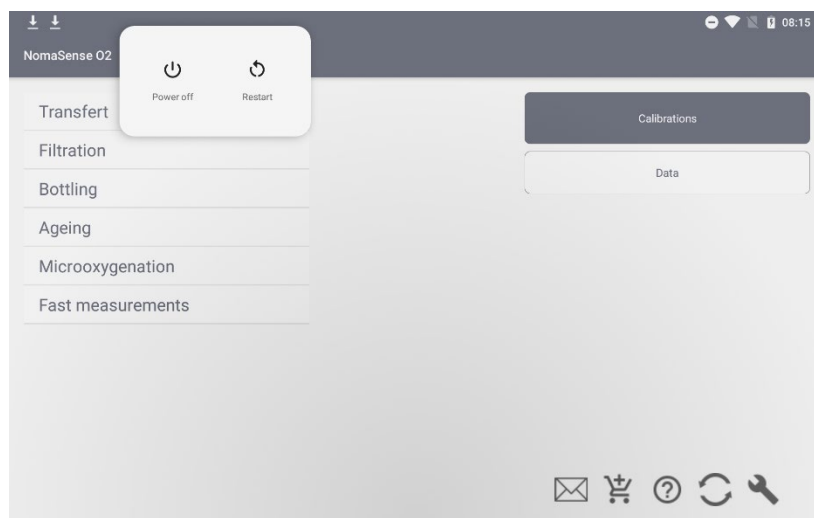 08:15
NomaSense O2
Power off
Restart
Transfert
Filtration
Bottling
Ageing
Microoxygenation
Fast measurements
Calibrations
Data